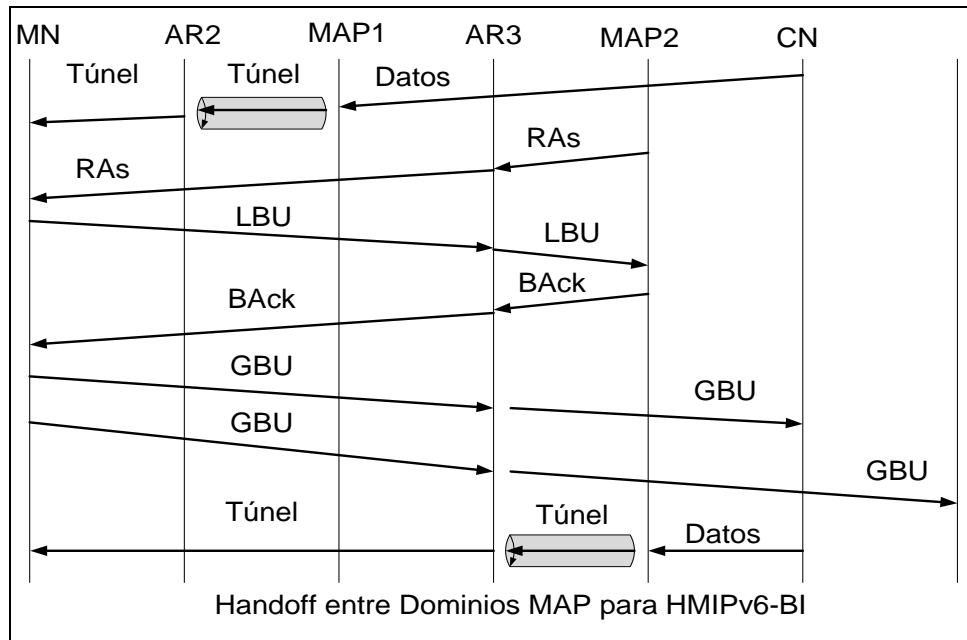 MN AR2 MAP1 AR3 MAP2 CN
Túnel Túnel Datos
RAs
RAs
LBU
LBU
BAck
BAck
GBU
GBU
GBU
GBU
Túnel Túnel Datos
Handoff entre Dominios MAP para HMIPv6-BI